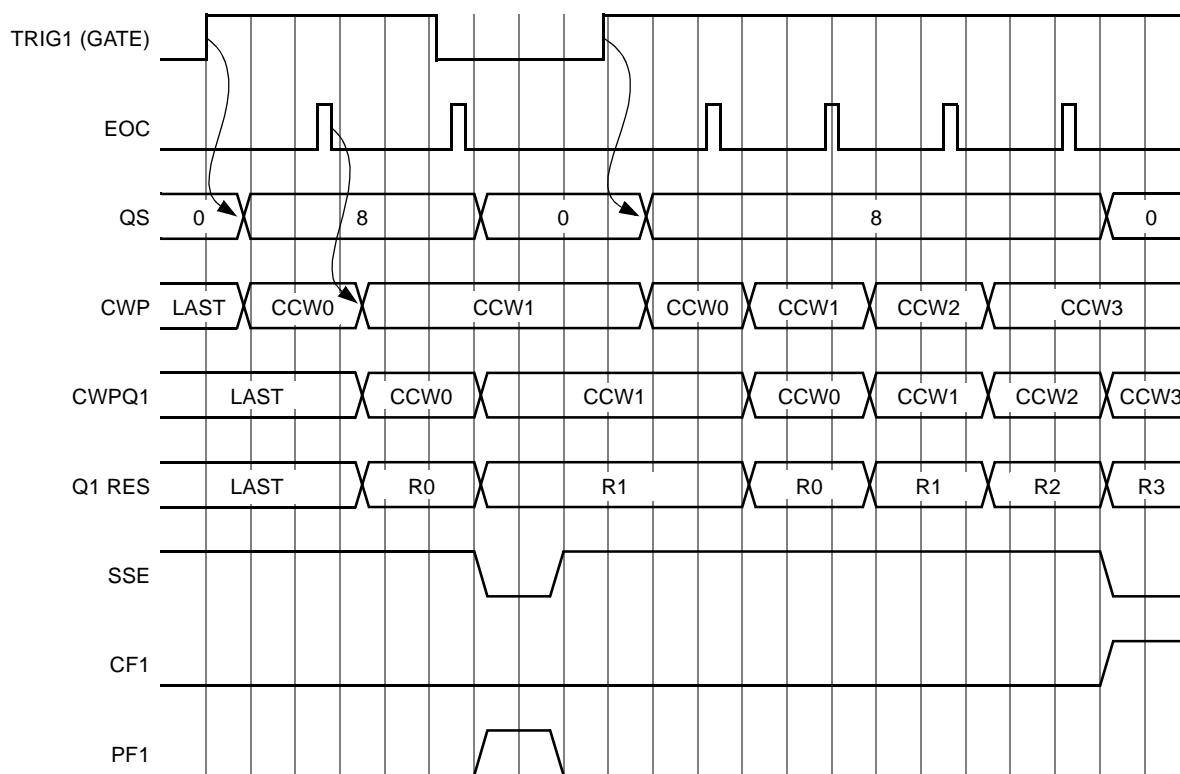 TRIG1 (GATE)
EOC
QS 0 8 0 8 0
CWP LAST CCW0 CCW1 CCW0 CCW1 CCW2 CCW3
CWPQ1 LAST CCW0 CCW1 CCW0 CCW1 CCW2 CCW3
Q1 RES LAST R0 R1 R0 R1 R2 R3
SSE
CF1
PF1